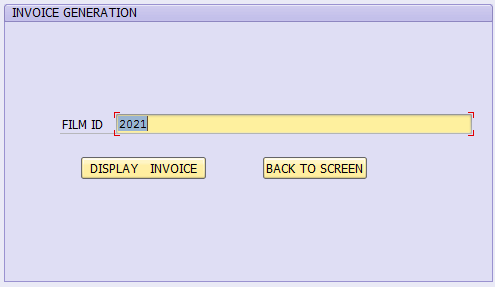 INVOICE GENERATION
FILM ID 2021
DISPLAY INVOICE BACK TO SCREEN